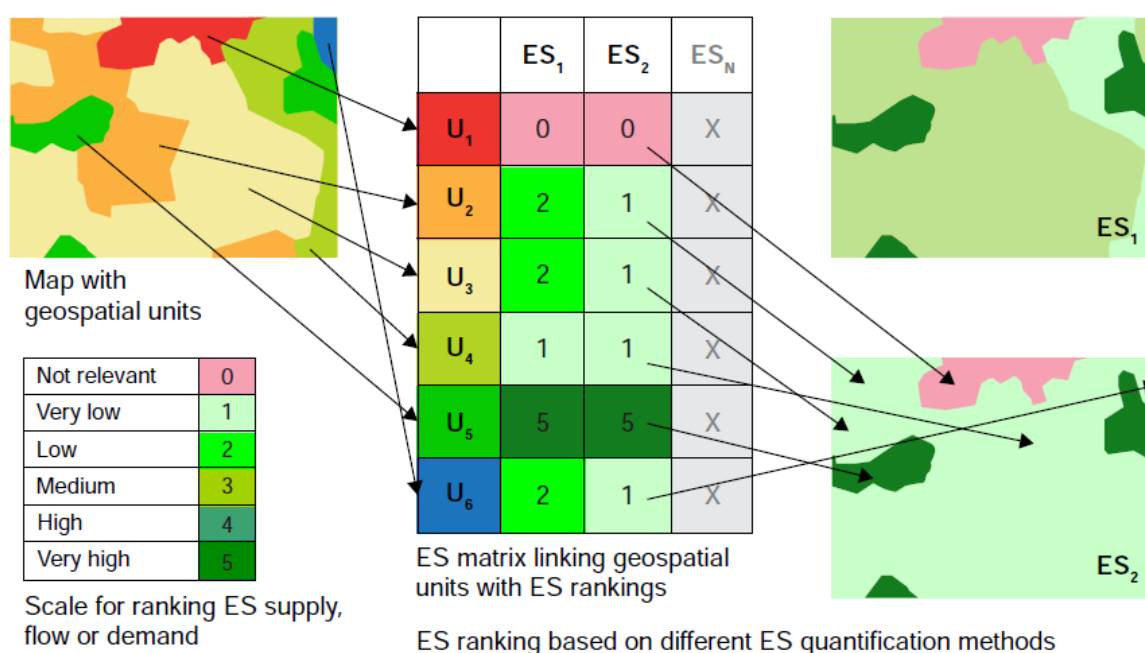 ES₁ ES₂ ES_N
U₁ 0 0 X
U₂ 2 1 X
U₃ 2 1 X
U₄ 1 1 X
U₅ 5 5 X
U₆ 2 1 X
ES₁
Map with
geospatial units
Not relevant 0
Very low 1
Low 2
Medium 3
High 4
Very high 5
Scale for ranking ES supply,
flow or demand
ES matrix linking geospatial
units with ES rankings
ES₂
ES ranking based on different ES quantification methods